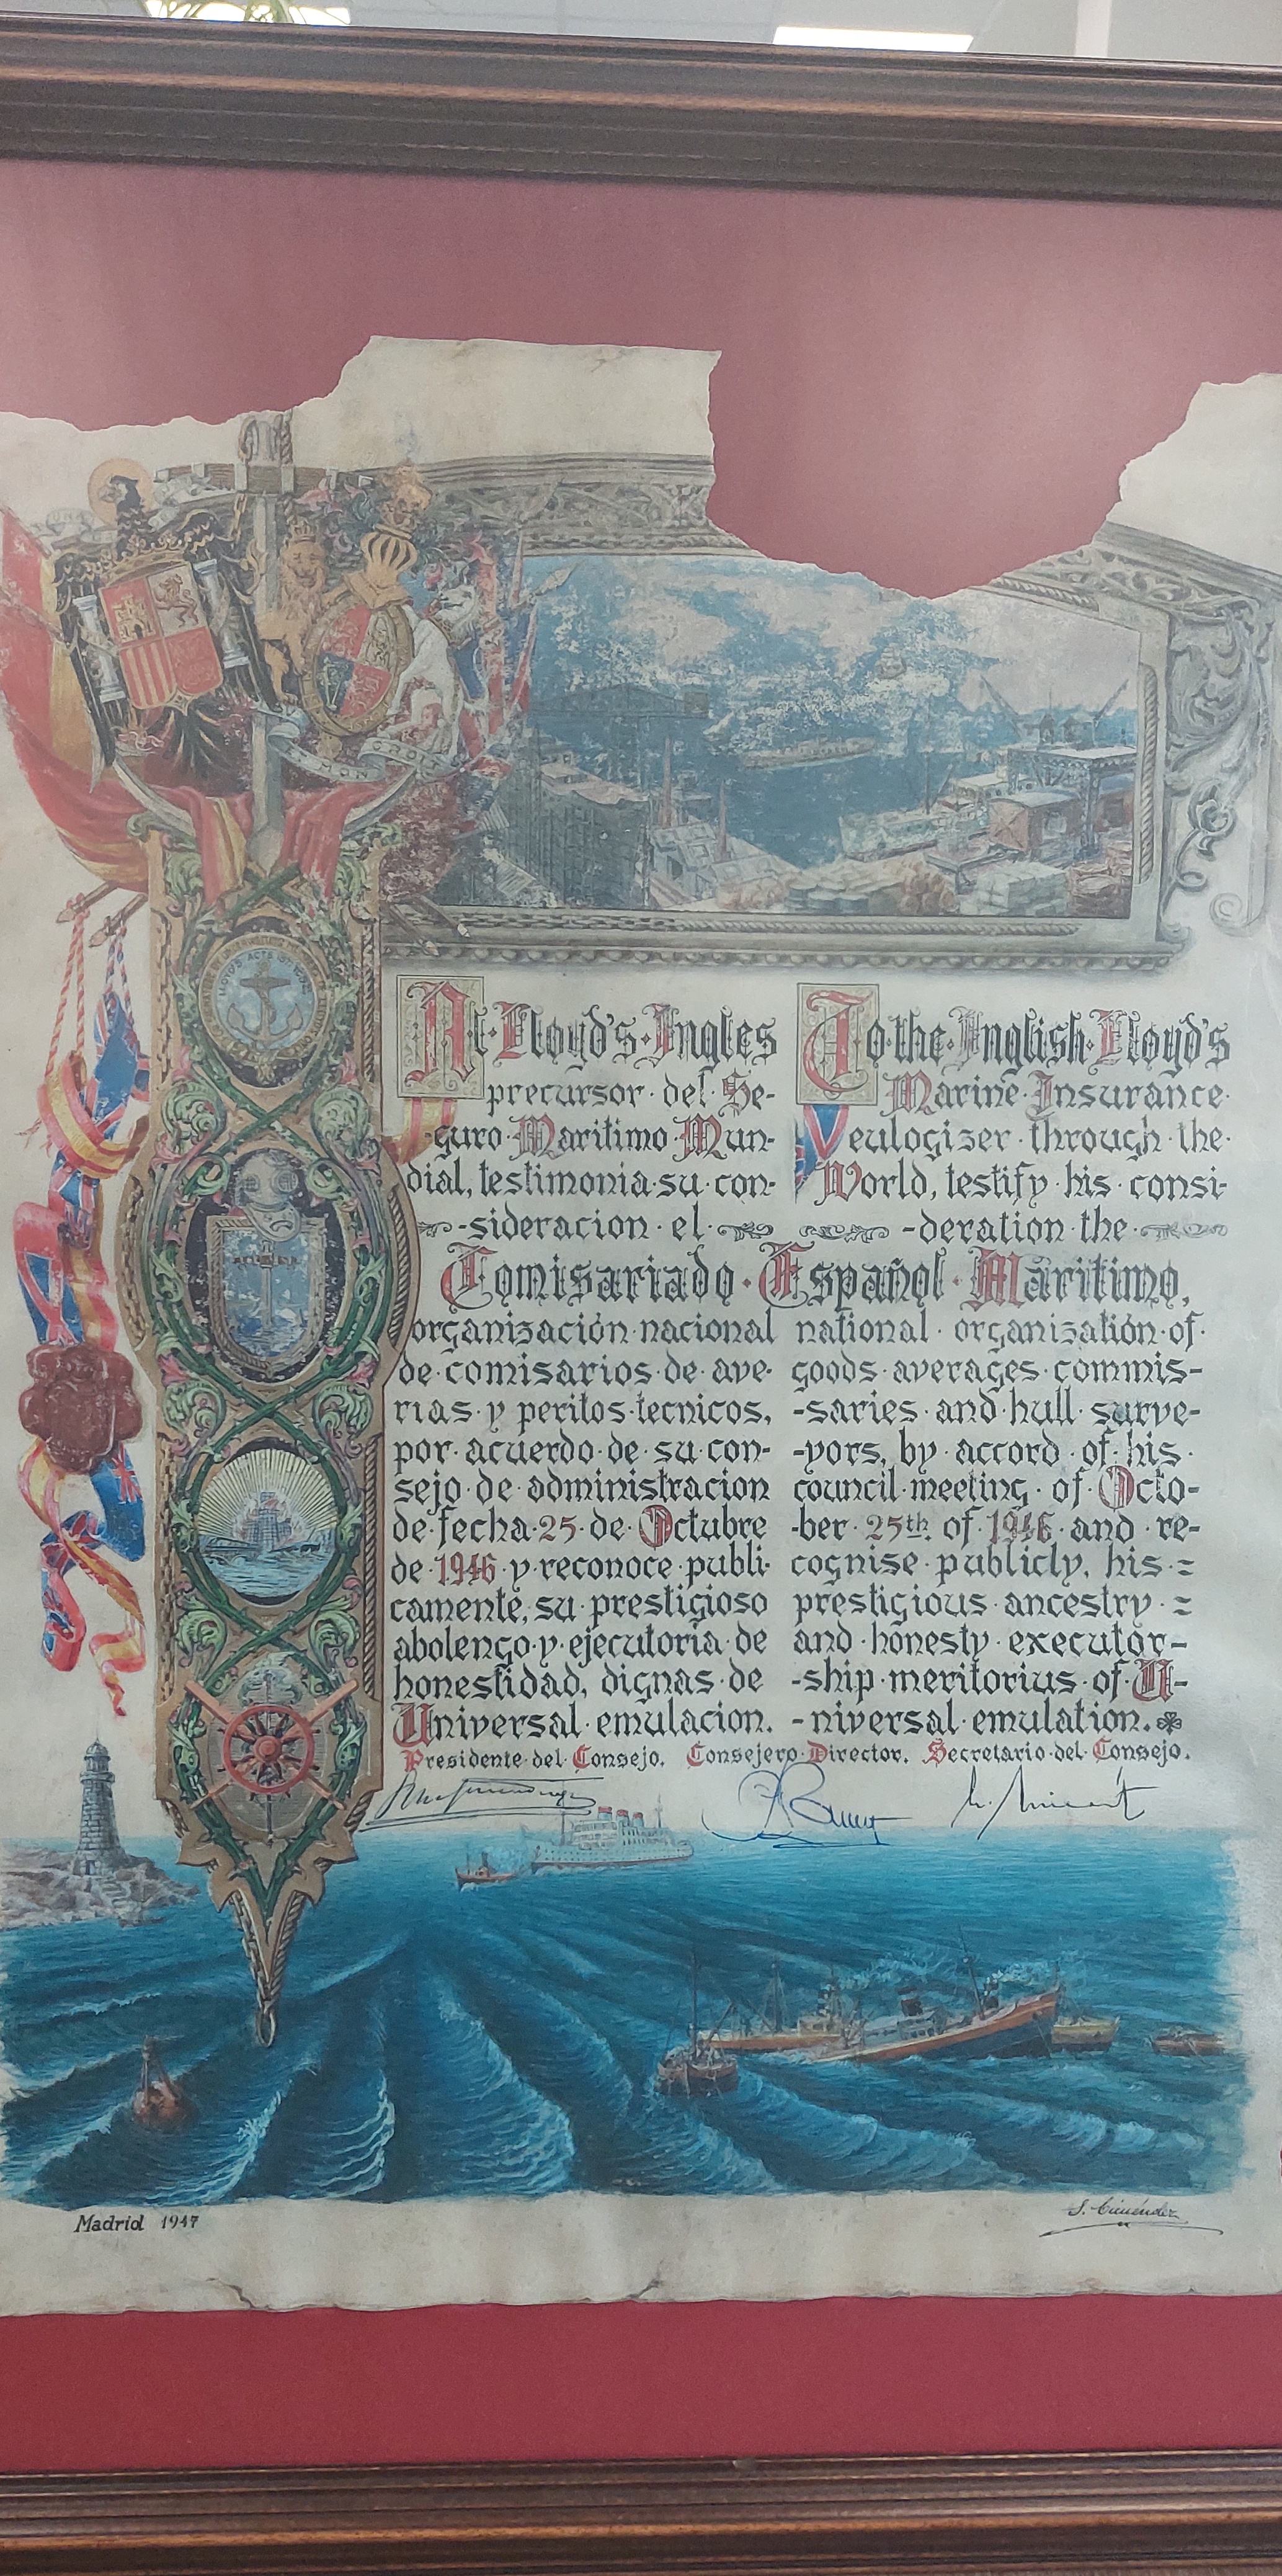 LLOYD'S ACTS 1871
MON
Al·Lloyd's·Ingles
precursor·del·Se-
guro·Maritimo·Mun-
dial, testimonia·su·con-
-sideracion·el·
To·the·Inglish·Lloyd's
Marine·Insurance·
eulogizer·through·the·
World, testify·his·consi-
-deration·the·
Comisariado·Español·Maritimo,
organización·nacional
de·comisarios·de·ave-
rias·y·peritos·tecnicos,
por·acuerdo·de·su·con-
sejo·de·administracion
de·fecha·25·de·Octubre
de·1946·y·reconoce·publi-
camente, su·prestigioso
abolengo·y·ejecutoria·de
honestidad, dignas·de
Universal·emulacion.
national·organizatión·of·
goods·averages·commis-
-saries·and·hull·surve-
-yors, by·accord·of·his·
council·meeting·of·Octo-
-ber·25th·of·1946·and·re-
cognise·publicly, his·=
prestigious·ancestry·=
and·honesty·executor-
-ship·meritorius·of·U-
-niversal·emulation.
Presidente·del·Consejo. Consejero·Director. Secretario·del·Consejo.
Madrid 1947